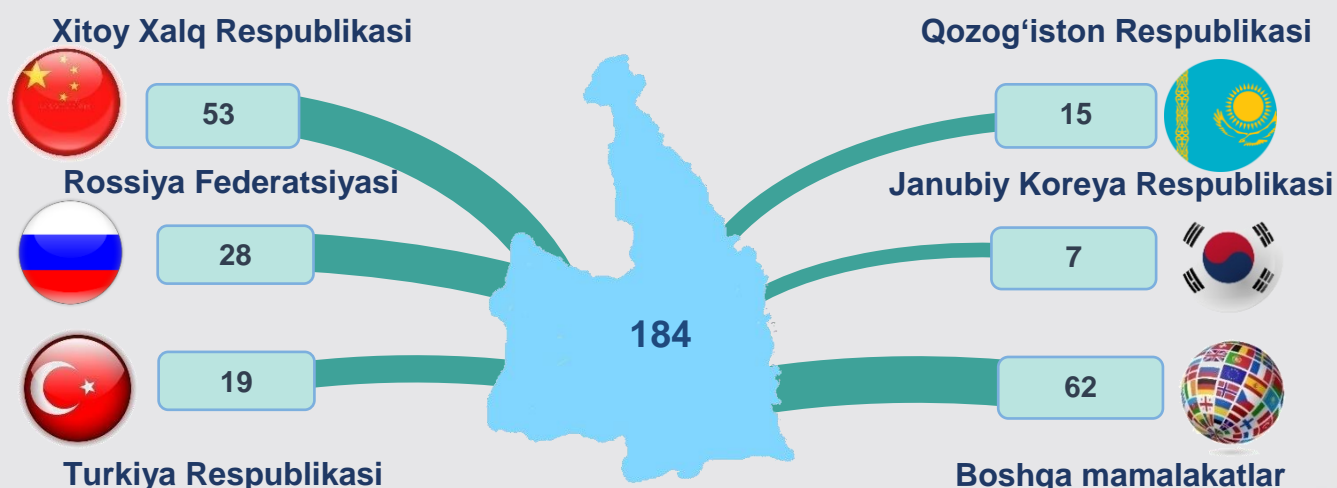 Xitoy Xalq Respublikasi
53
Rossiya Federatsiyasi
28
19
Turkiya Respublikasi
184
Qozog‘iston Respublikasi
15
Janubiy Koreya Respublikasi
7
62
Boshqa mamalakatlar